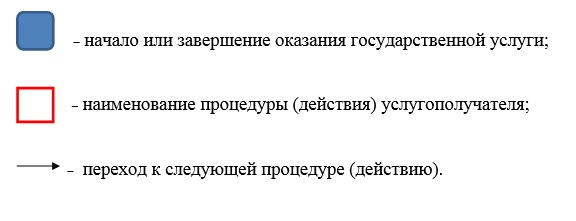 – начало или завершение оказания государственной услуги;
– наименование процедуры (действия) услугополучателя;
– переход к следующей процедуре (действию).